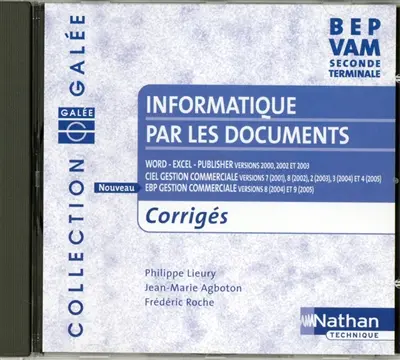 BEP
VAM
SECONDE
TERMINALE
COLLECTION GALÉE
GALÉE
INFORMATIQUE
PAR LES DOCUMENTS
WORD - EXCEL - PUBLISHER VERSIONS 2000, 2002 ET 2003
CIEL GESTION COMMERCIALE VERSIONS 7 (2001), 8 (2002), 2 (2003), 3 (2004) ET 4 (2005)
Nouveau EBP GESTION COMMERCIALE VERSIONS 8 (2004) ET 9 (2005)
Corrigés
Philippe Lieury
Jean-Marie Agboton
Frédéric Roche
Nathan
TECHNIQUE